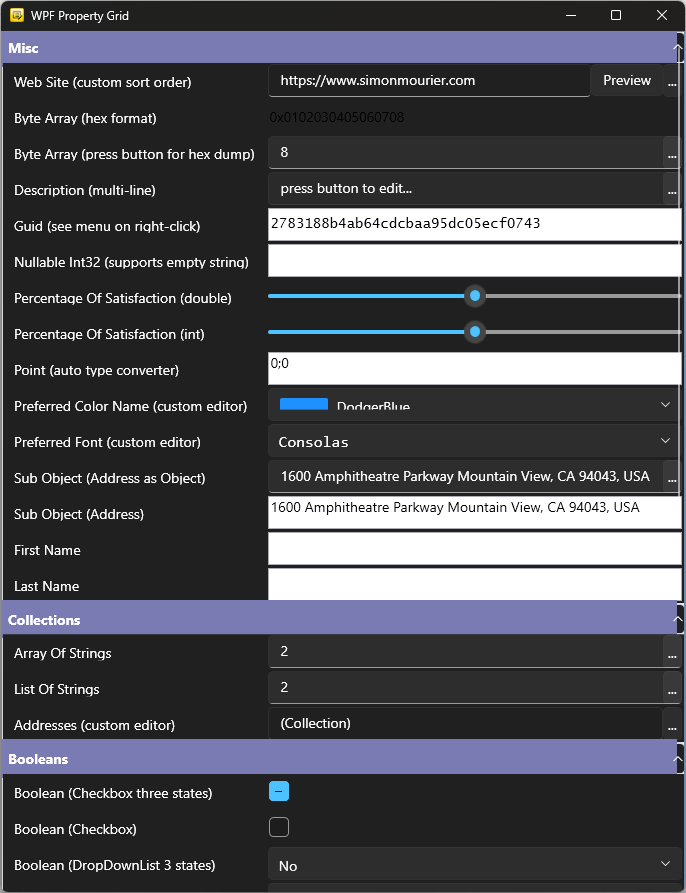 WPF Property Grid
Misc
Web Site (custom sort order) https://www.simonmourier.com Preview ...
Byte Array (hex format) 0x0102030405060708
Byte Array (press button for hex dump) 8 ...
Description (multi-line) press button to edit... ...
Guid (see menu on right-click) 2783188b4ab64cdcbaa95dc05ecf0743
Nullable Int32 (supports empty string)
Percentage Of Satisfaction (double)
Percentage Of Satisfaction (int)
Point (auto type converter) 0;0
Preferred Color Name (custom editor) DodgerBlue
Preferred Font (custom editor) Consolas
Sub Object (Address as Object) 1600 Amphitheatre Parkway Mountain View, CA 94043, USA ...
Sub Object (Address) 1600 Amphitheatre Parkway Mountain View, CA 94043, USA
First Name
Last Name
Collections
Array Of Strings 2 ...
List Of Strings 2 ...
Addresses (custom editor) (Collection) ...
Booleans
Boolean (Checkbox three states)
Boolean (Checkbox)
Boolean (DropDownList 3 states) No